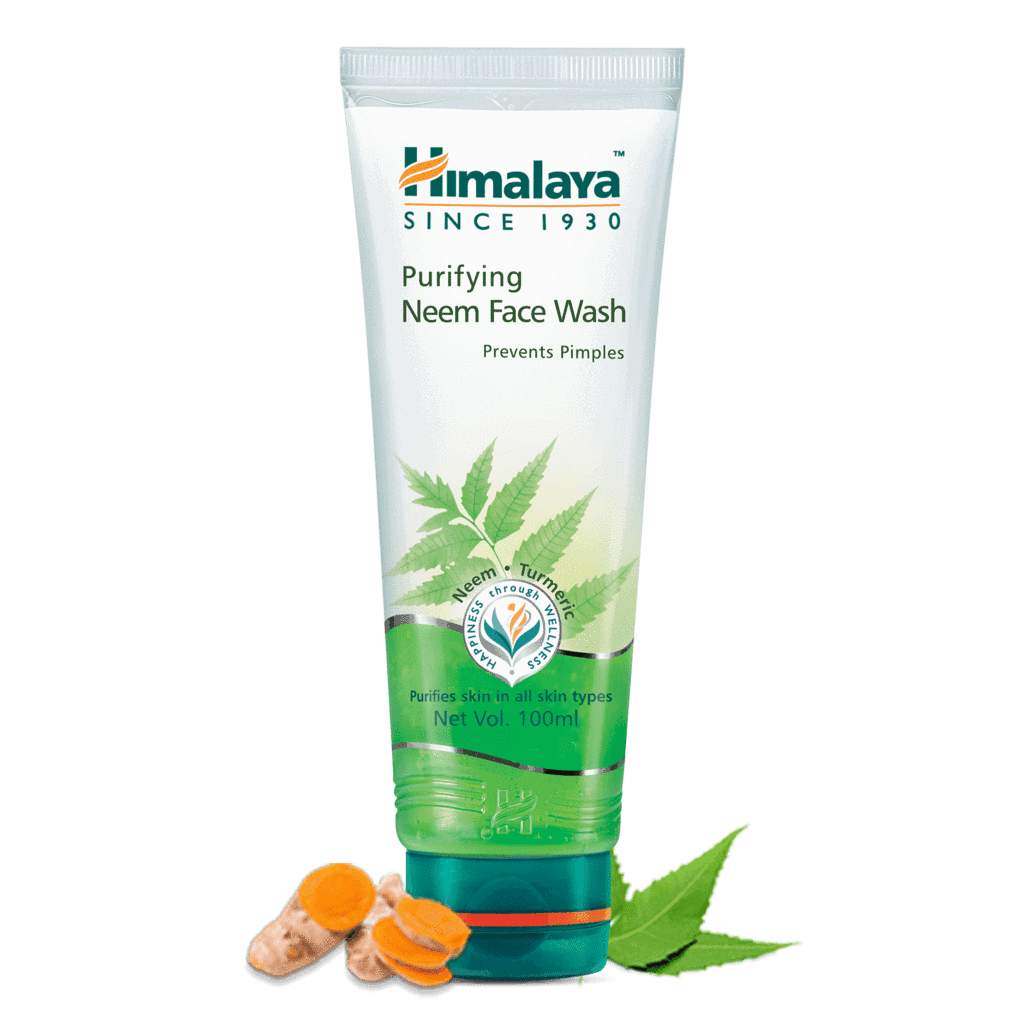 Himalaya™
SINCE 1930
Purifying
Neem Face Wash
Prevents Pimples
Neem • Turmeric
HAPPINESS through WELLNESS
Purifies skin in all skin types
Net Vol. 100ml
H